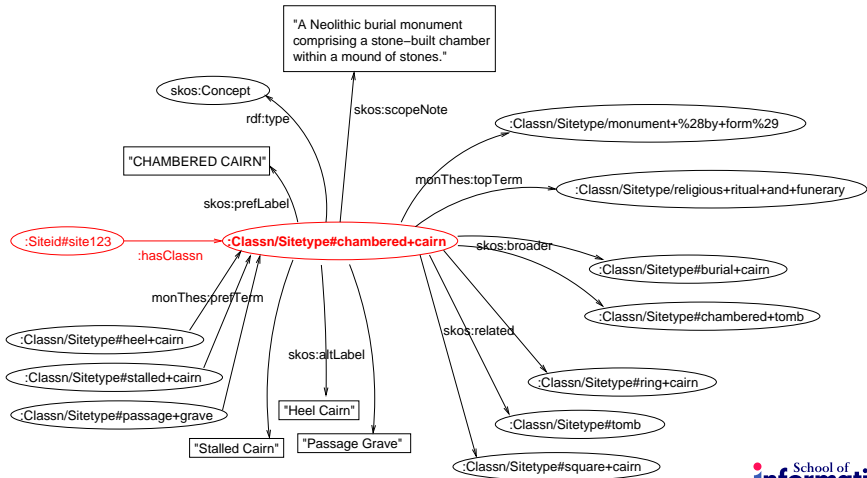 "A Neolithic burial monument
comprising a stone−built chamber
within a mound of stones."
skos:Concept
skos:scopeNote
rdf:type
:Classn/Sitetype/monument+%28by+form%29
"CHAMBERED CAIRN"
monThes:topTerm
:Classn/Sitetype/religious+ritual+and+funerary
skos:prefLabel
:Siteid#site123
:Classn/Sitetype#chambered+cairn
:hasClassn
skos:broader
:Classn/Sitetype#burial+cairn
monThes:prefTerm
:Classn/Sitetype#chambered+tomb
:Classn/Sitetype#heel+cairn
skos:related
skos:altLabel
:Classn/Sitetype#stalled+cairn
:Classn/Sitetype#ring+cairn
:Classn/Sitetype#passage+grave
"Heel Cairn"
:Classn/Sitetype#tomb
"Stalled Cairn"
"Passage Grave"
:Classn/Sitetype#square+cairn
School of